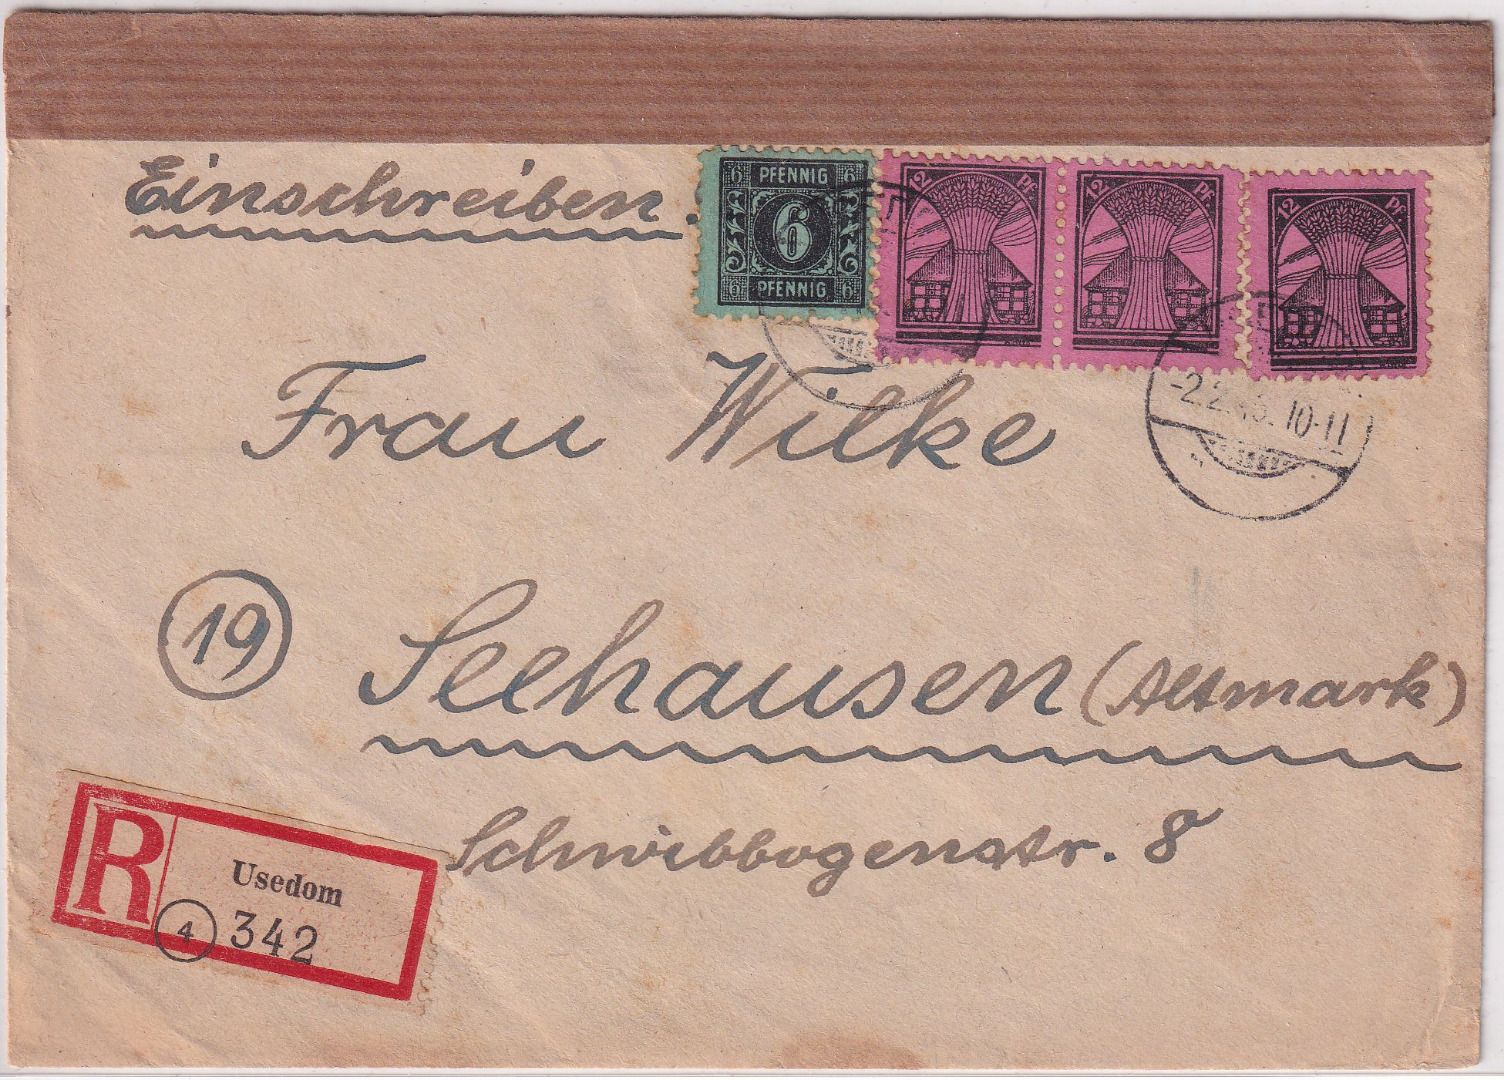 Einschreiben.
6 PFENNIG 6
6
6 PFENNIG 6
12 Pf.
12 Pf.
12 Pf.
-2.2.46. 10-11
Frau Wilke
19 Seehausen (Altmark)
Schwibbogenstr. 8
R Usedom
4 342